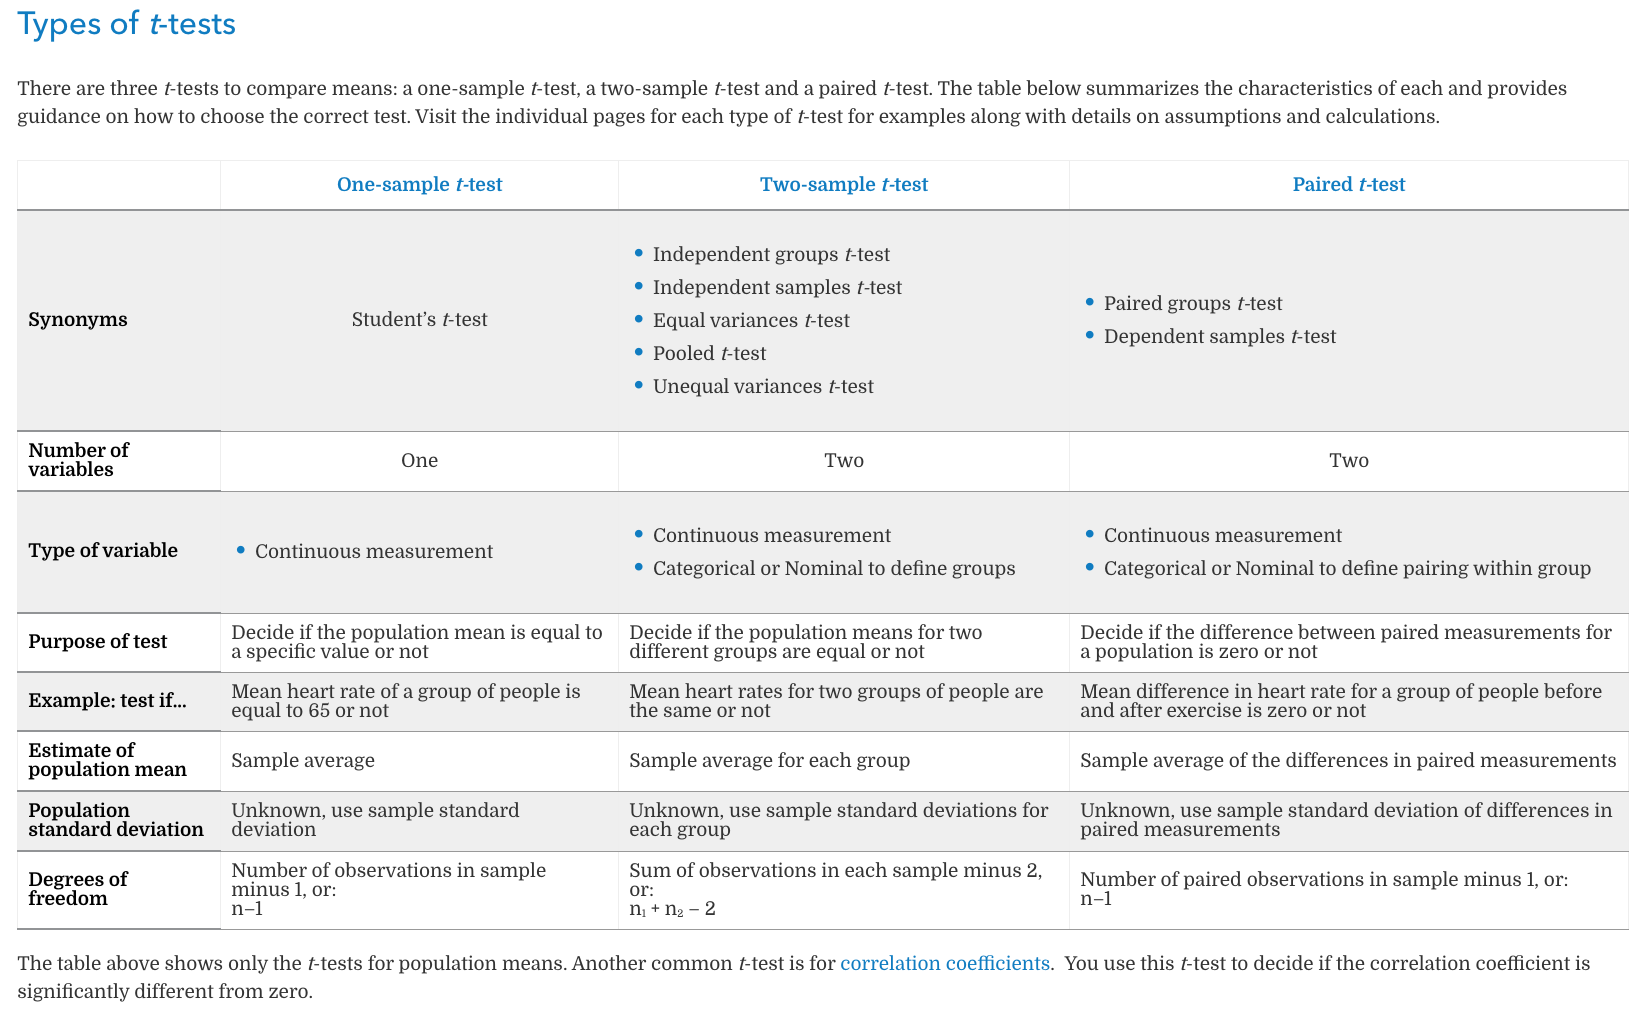 Types of t-tests
There are three t-tests to compare means: a one-sample t-test, a two-sample t-test and a paired t-test. The table below summarizes the characteristics of each and provides
guidance on how to choose the correct test. Visit the individual pages for each type of t-test for examples along with details on assumptions and calculations.
One-sample t-test
Two-sample t-test
Paired t-test
Synonyms
Student’s t-test
Independent groups t-test
Independent samples t-test
Equal variances t-test
Pooled t-test
Unequal variances t-test
Paired groups t-test
Dependent samples t-test
Number of
variables
One
Two
Two
Type of variable
Continuous measurement
Continuous measurement
Categorical or Nominal to define groups
Continuous measurement
Categorical or Nominal to define pairing within group
Purpose of test
Decide if the population mean is equal to
a specific value or not
Decide if the population means for two
different groups are equal or not
Decide if the difference between paired measurements for
a population is zero or not
Example: test if...
Mean heart rate of a group of people is
equal to 65 or not
Mean heart rates for two groups of people are
the same or not
Mean difference in heart rate for a group of people before
and after exercise is zero or not
Estimate of
population mean
Sample average
Sample average for each group
Sample average of the differences in paired measurements
Population
standard deviation
Unknown, use sample standard
deviation
Unknown, use sample standard deviations for
each group
Unknown, use sample standard deviation of differences in
paired measurements
Degrees of
freedom
Number of observations in sample
minus 1, or:
n–1
Sum of observations in each sample minus 2,
or:
n₁ + n₂ – 2
Number of paired observations in sample minus 1, or:
n–1
The table above shows only the t-tests for population means. Another common t-test is for correlation coefficients. You use this t-test to decide if the correlation coefficient is
significantly different from zero.